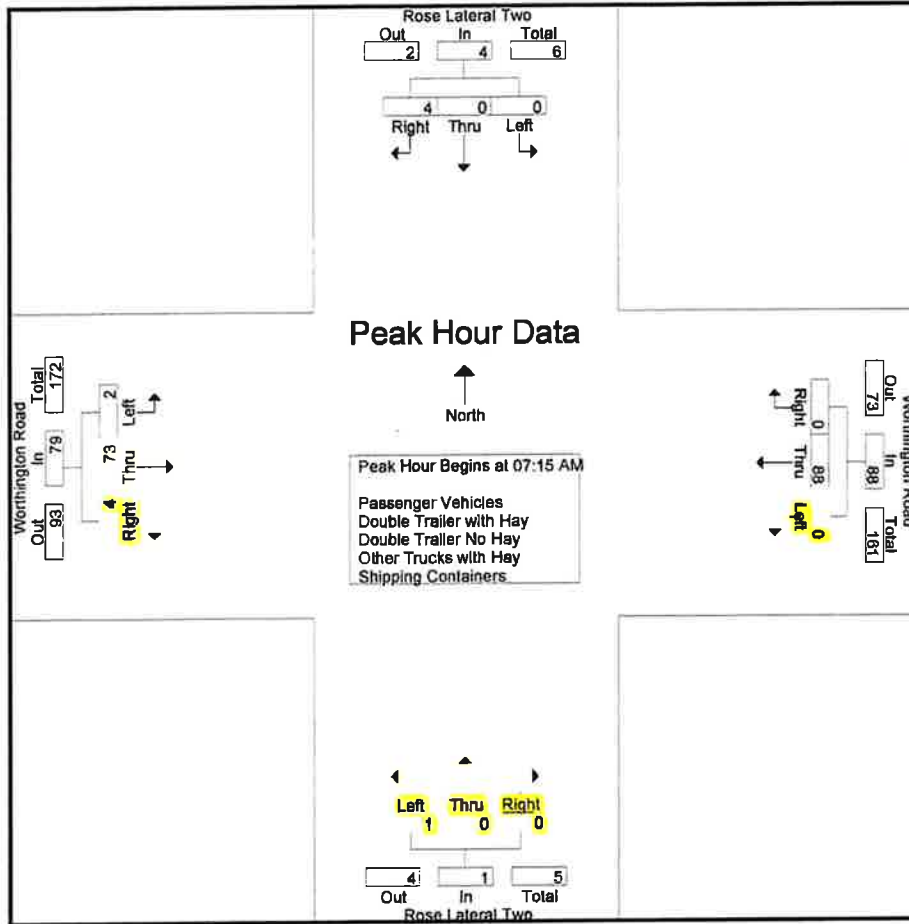 Rose Lateral Two
Out In Total
2 4 6
4 0 0
Right Thru Left
Peak Hour Data
North
Peak Hour Begins at 07:15 AM
Passenger Vehicles
Double Trailer with Hay
Double Trailer No Hay
Other Trucks with Hay
Shipping Containers
Worthington Road
Total In Out
172 79 93
2 73 4
Left Thru Right
Right Thru Left
0 88 0
Out In Total
73 88 161
Worthington Road
Left Thru Right
1 0 0
4 1 5
Out In Total
Rose Lateral Two